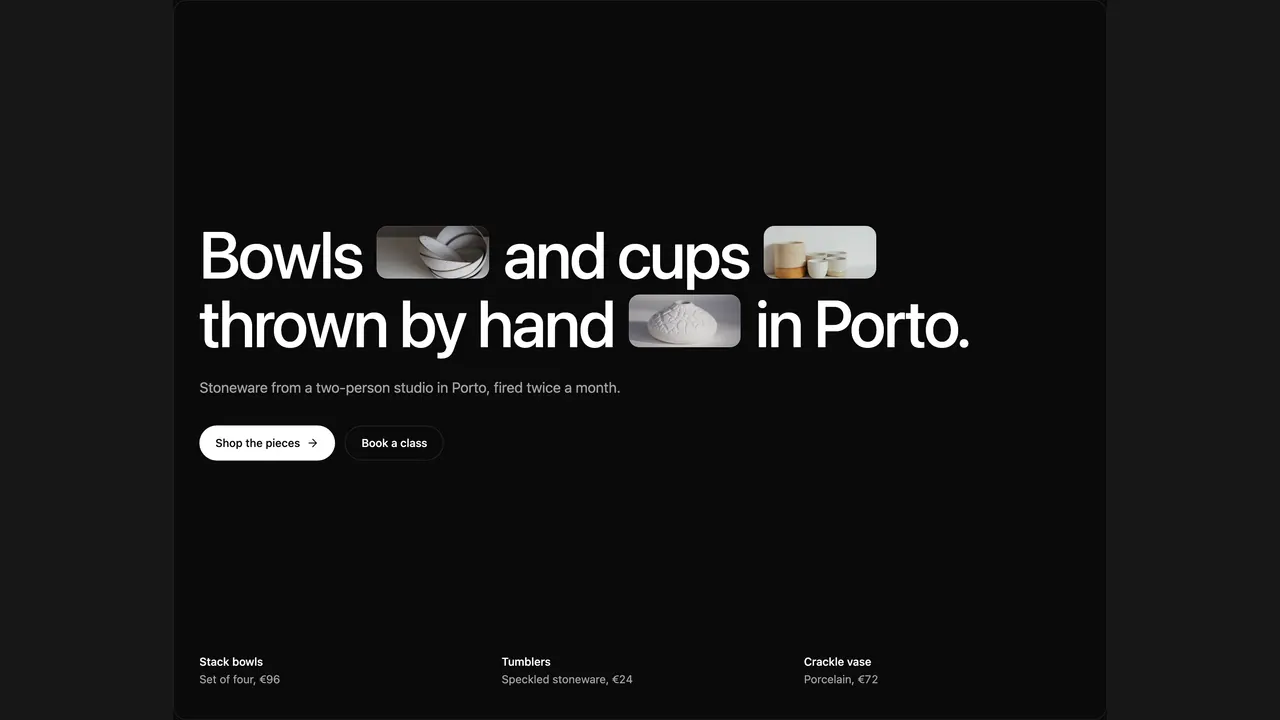 Bowls and cups
thrown by hand in Porto.
Stoneware from a two-person studio in Porto, fired twice a month.
Shop the pieces →
Book a class
Stack bowls
Set of four, €96
Tumblers
Speckled stoneware, €24
Crackle vase
Porcelain, €72